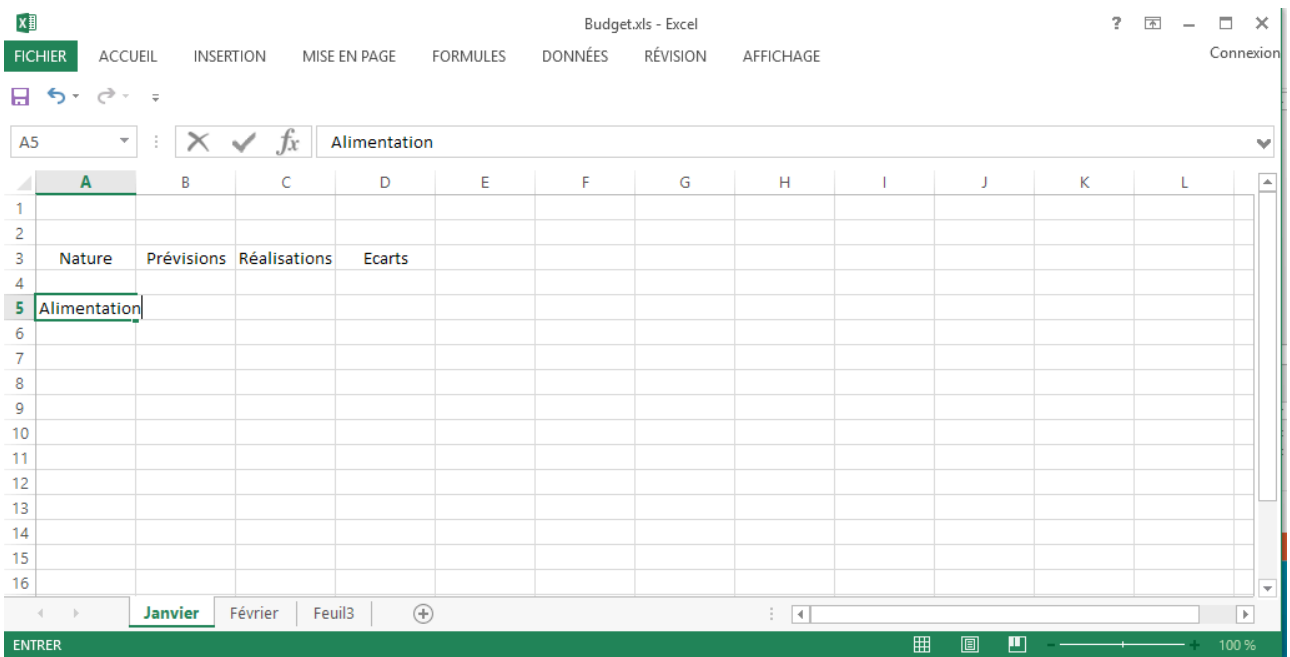 Budget.xls - Excel
?
FICHIER ACCUEIL INSERTION MISE EN PAGE FORMULES DONNÉES RÉVISION AFFICHAGE Connexion
A5 fx Alimentation
A B C D E F G H I J K L
1
2
3 Nature Prévisions Réalisations Ecarts
4
5 Alimentation
6
7
8
9
10
11
12
13
14
15
16
Janvier Février Feuil3
ENTRER 100 %